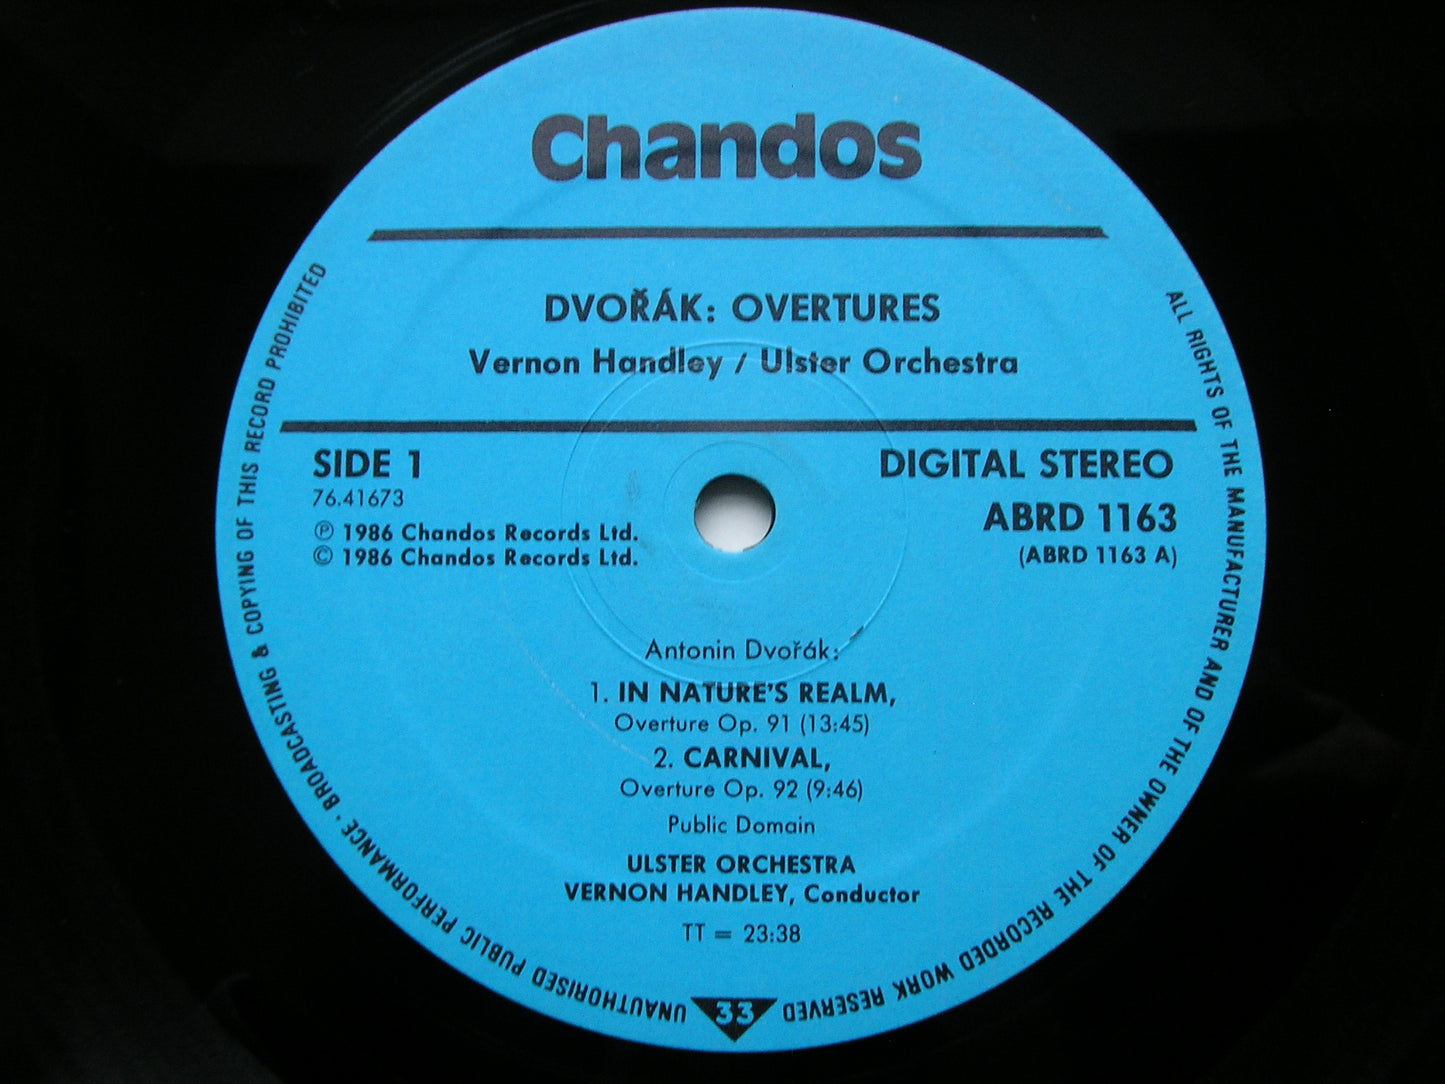 Chandos
DVOŘÁK: OVERTURES
Vernon Handley / Ulster Orchestra
SIDE 1
76.41673
℗ 1986 Chandos Records Ltd.
© 1986 Chandos Records Ltd.
DIGITAL STEREO
ABRD 1163
(ABRD 1163 A)
Antonin Dvořák:
1. IN NATURE'S REALM,
Overture Op. 91 (13:45)
2. CARNIVAL,
Overture Op. 92 (9:46)
Public Domain
ULSTER ORCHESTRA
VERNON HANDLEY, Conductor
TT = 23:38
33
ALL RIGHTS OF THE MANUFACTURER AND OF THE OWNER OF THE RECORDED WORK RESERVED
UNAUTHORISED PUBLIC PERFORMANCE · BROADCASTING & COPYING OF THIS RECORD PROHIBITED